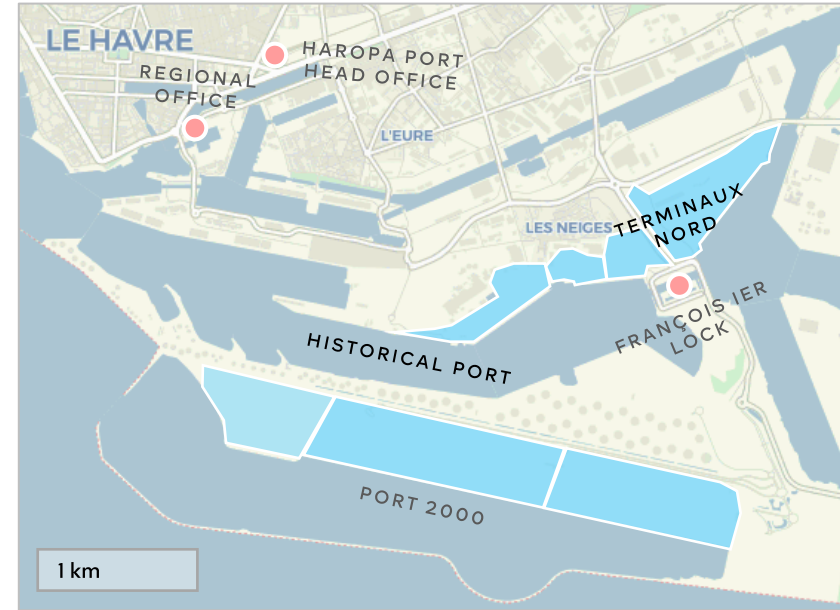 LE HAVRE
HAROPA PORT
HEAD OFFICE
REGIONAL
OFFICE
L'EURE
LES NEIGES
TERMINAUX
NORD
FRANÇOIS IER
LOCK
HISTORICAL PORT
PORT 2000
1 km